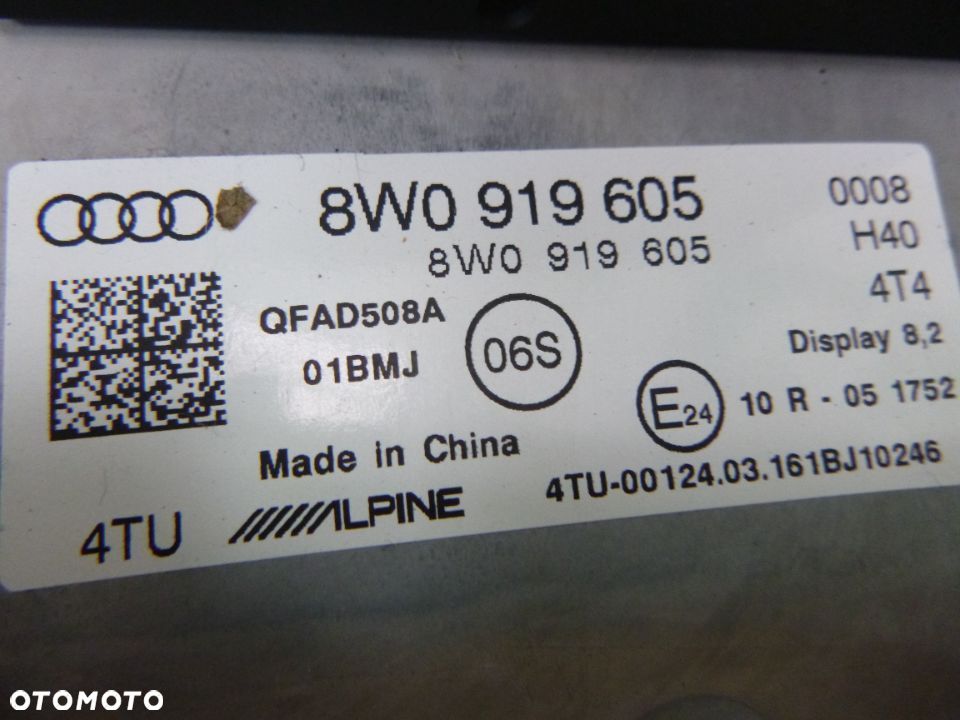 8W0 919 605
0008
8W0 919 605
H40
QFAD508A
06S
4T4
01BMJ
Display 8,2
E24 10 R - 05 1752
Made in China
4TU-00124.03.161BJ10246
4TU
ALPINE
OTOMOTO